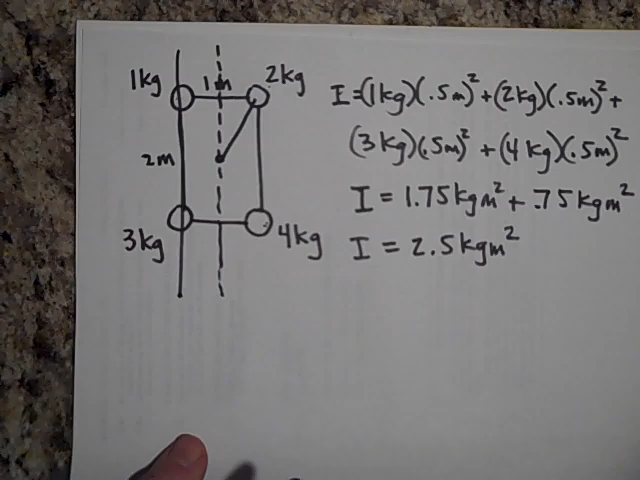 1kg 1m 2kg
2m
3kg 4kg
I=(1kg)(.5m)²+(2kg)(.5m)²+
(3kg)(.5m)²+(4kg)(.5m)²
I = 1.75kgm²+.75kgm²
I = 2.5kgm²